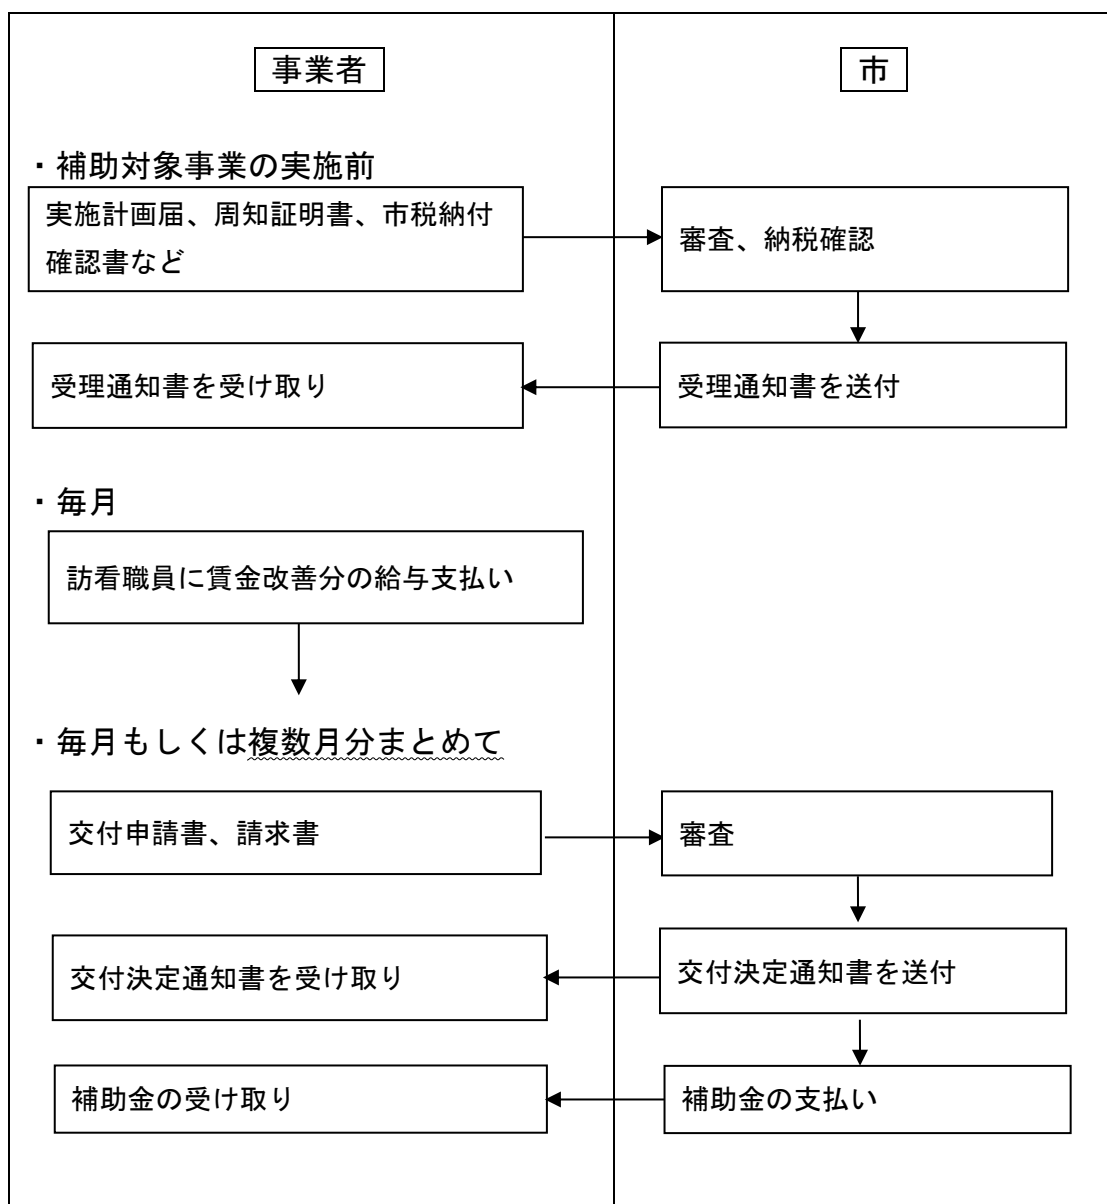 事業者
市
・補助対象事業の実施前
実施計画届、周知証明書、市税納付
確認書など
審査、納税確認
受理通知書を受け取り
受理通知書を送付
・毎月
訪看職員に賃金改善分の給与支払い
・毎月もしくは複数月分まとめて
交付申請書、請求書
審査
交付決定通知書を受け取り
交付決定通知書を送付
補助金の受け取り
補助金の支払い